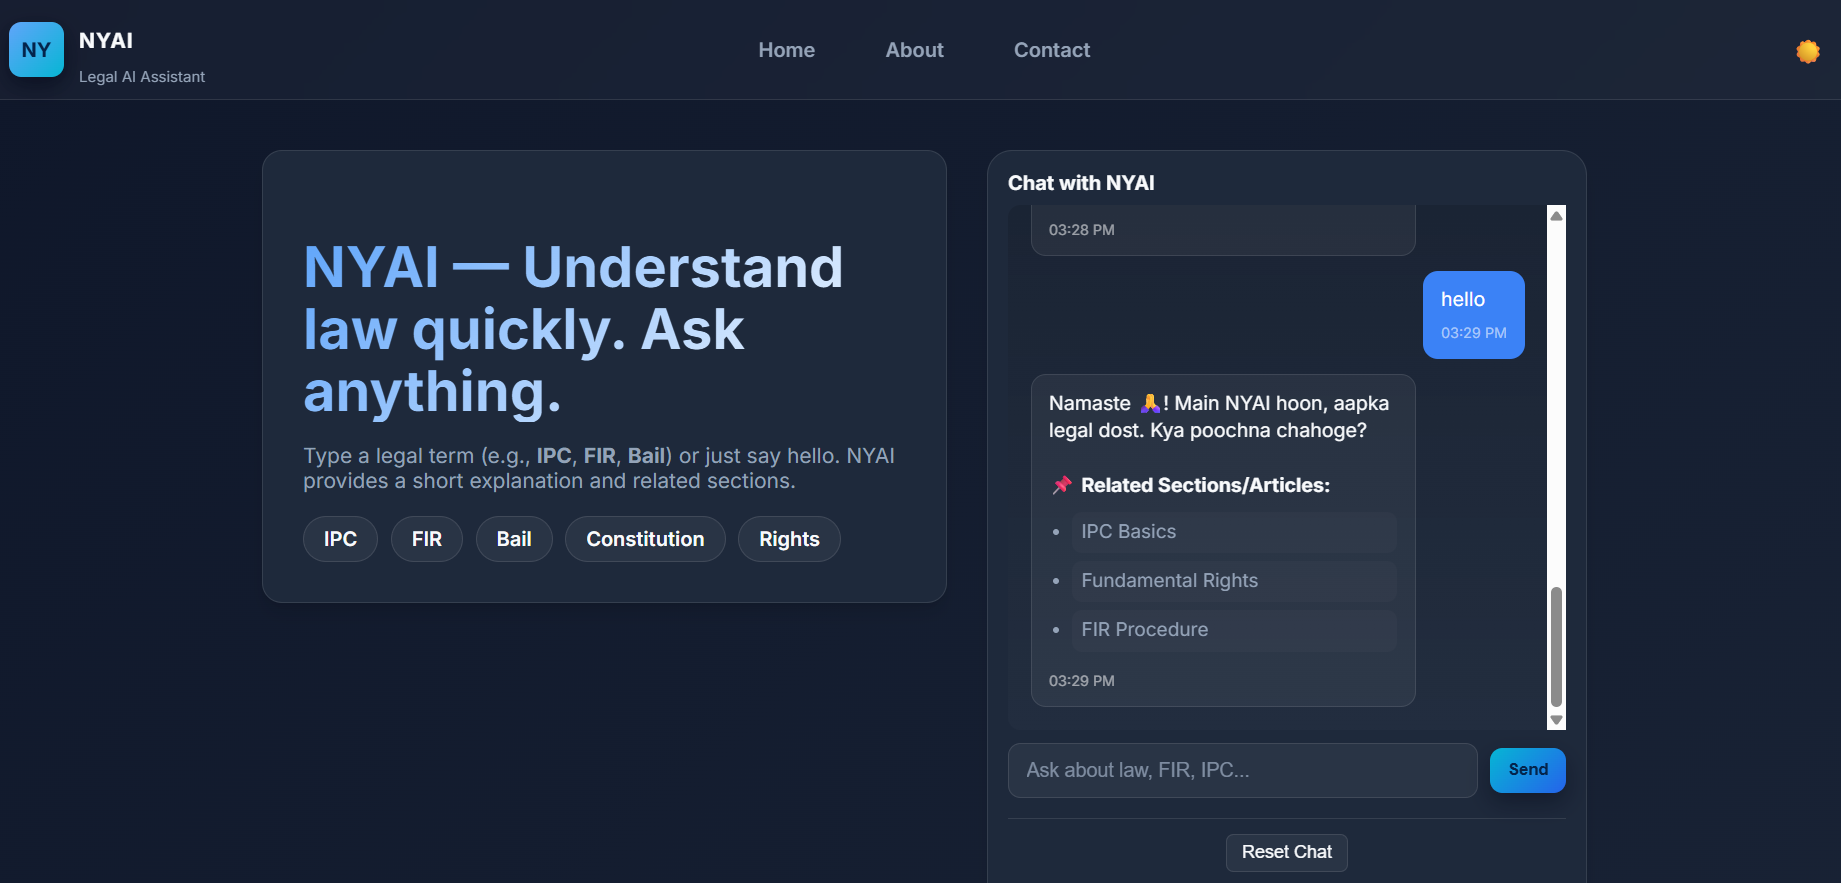 NY
NYAI
Legal AI Assistant
Home
About
Contact
NYAI — Understand
law quickly. Ask
anything.
Type a legal term (e.g., IPC, FIR, Bail) or just say hello. NYAI
provides a short explanation and related sections.
IPC
FIR
Bail
Constitution
Rights
Chat with NYAI
03:28 PM
hello
03:29 PM
Namaste 🙏! Main NYAI hoon, aapka
legal dost. Kya poochna chahoge?
📌 Related Sections/Articles:
• IPC Basics
• Fundamental Rights
• FIR Procedure
03:29 PM
Ask about law, FIR, IPC...
Send
Reset Chat